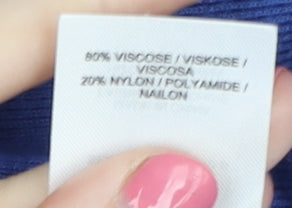 80% VISCOSE / VISKOSE /
VISCOSA
20% NYLON / POLYAMIDE /
NAILON